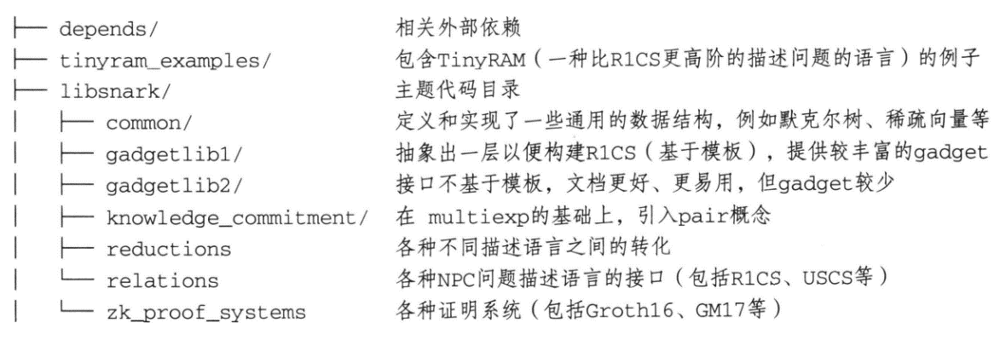 ├── depends/ 相关外部依赖
├── tinyram_examples/ 包含TinyRAM（一种比R1CS更高阶的描述问题的语言）的例子
├── libsnark/ 主题代码目录
│ ├── common/ 定义和实现了一些通用的数据结构，例如默克尔树、稀疏向量等
│ ├── gadgetlib1/ 抽象出一层以便构建R1CS（基于模板），提供较丰富的gadget
│ ├── gadgetlib2/ 接口不基于模板，文档更好、更易用，但gadget较少
│ ├── knowledge_commitment/ 在 multiexp的基础上，引入pair概念
│ ├── reductions 各种不同描述语言之间的转化
│ └── relations 各种NPC问题描述语言的接口（包括R1CS、USCS等）
│ └── zk_proof_systems 各种证明系统（包括Groth16、GM17等）